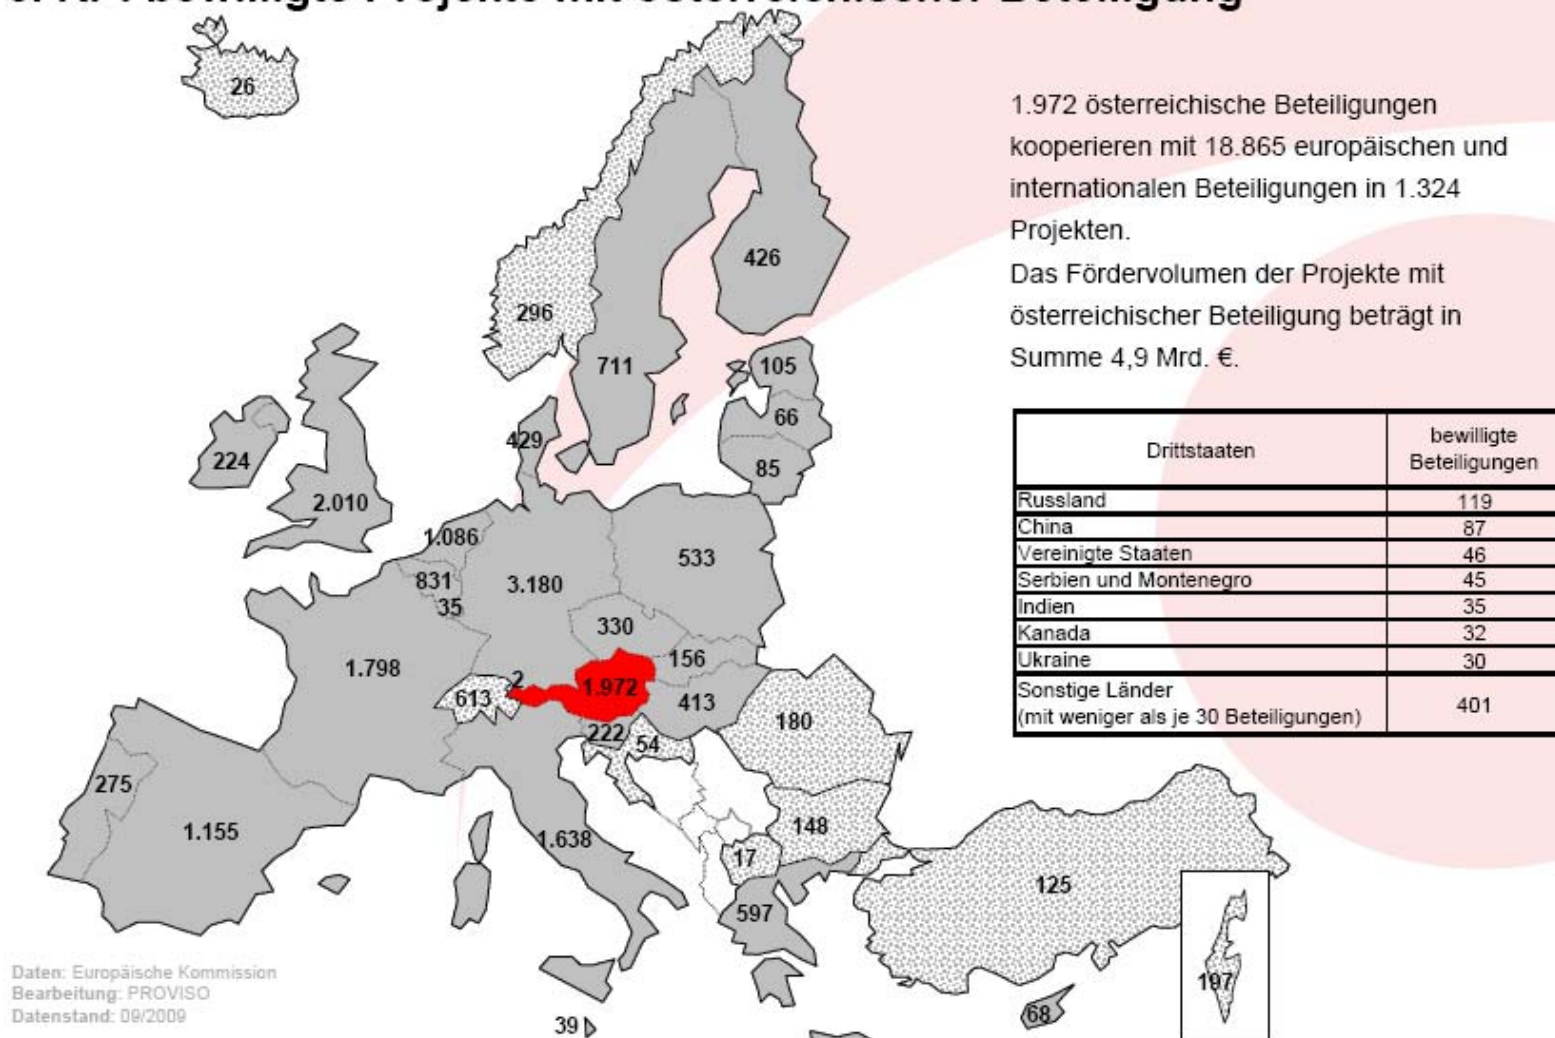 bewilligte Projekte mit österreichischer Beteiligung
26
1.972 österreichische Beteiligungen
kooperieren mit 18.865 europäischen und
internationalen Beteiligungen in 1.324
Projekten.
Das Fördervolumen der Projekte mit
österreichischer Beteiligung beträgt in
Summe 4,9 Mrd. €.
426
296
711
105
66
429
85
224
2.010
1.086
533
831
3.180
35
330
1.798
156
2
613
1.972
413
222
54
180
275
1.155
1.638
148
17
125
597
197
68
39
Drittstaaten
bewilligte
Beteiligungen
Russland 119
China 87
Vereinigte Staaten 46
Serbien und Montenegro 45
Indien 35
Kanada 32
Ukraine 30
Sonstige Länder
(mit weniger als je 30 Beteiligungen) 401
Daten: Europäische Kommission
Bearbeitung: PROVISO
Datenstand: 09/2009